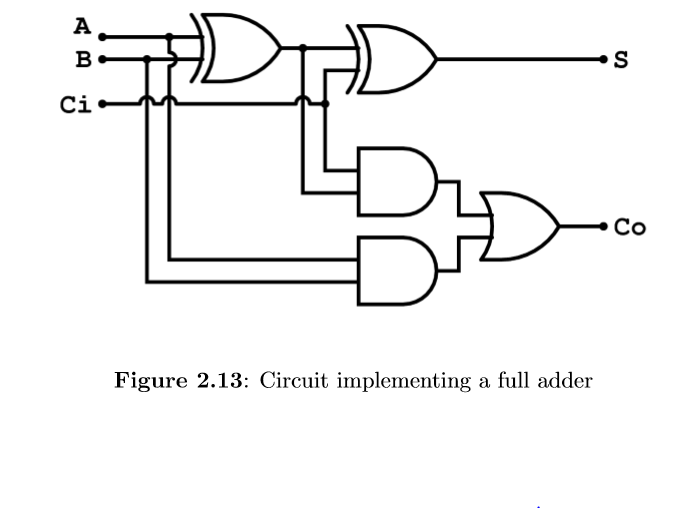 A
B
Ci
S
Co
Figure 2.13: Circuit implementing a full adder